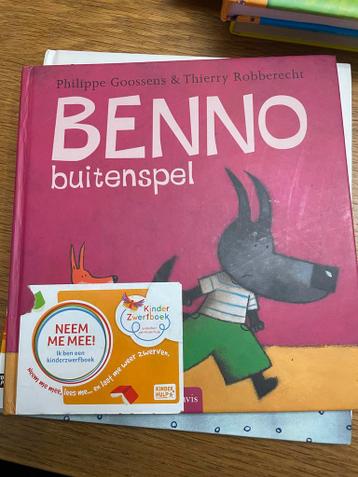 Philippe Goossens & Thierry Robberecht
BENNO
buitenspel
Kinder
Zwerfboek
NEEM
ME MEE!
Ik ben een
kinderzwerfboek
Neem me mee, lees me... en laat me weer zwerven.
KINDER
HULP